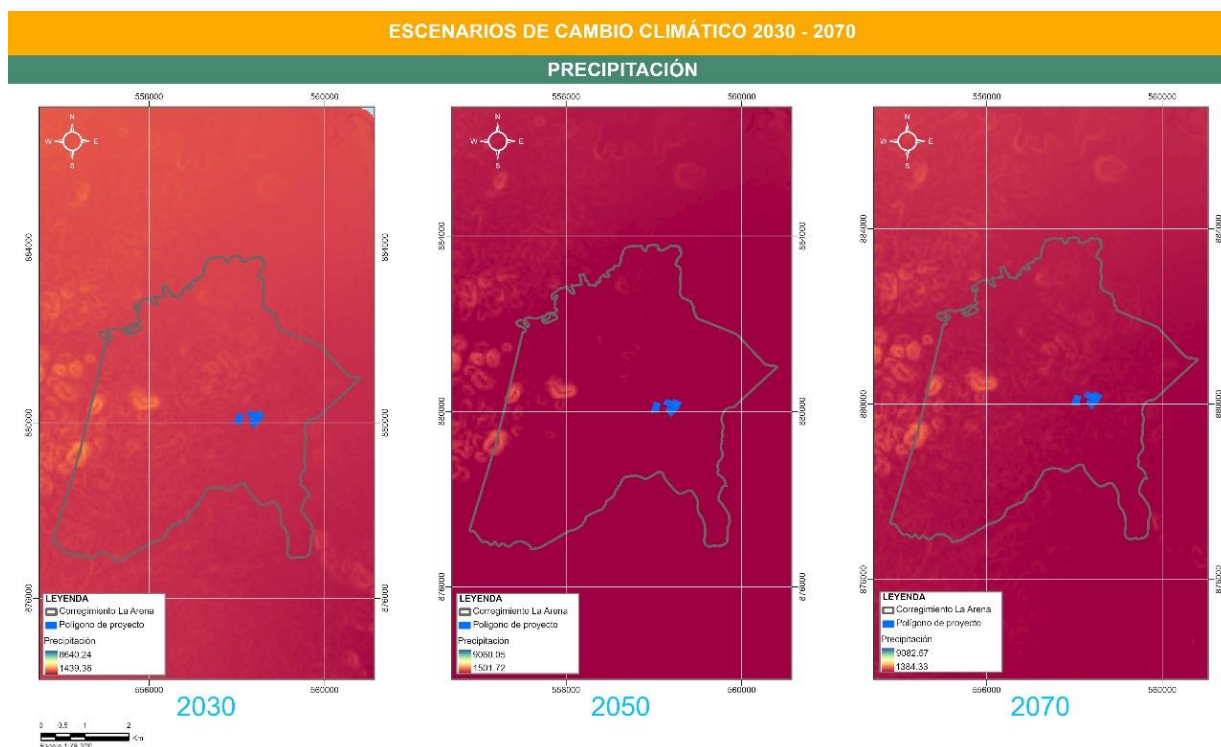 ESCENARIOS DE CAMBIO CLIMÁTICO 2030 - 2070
PRECIPITACIÓN
556000 560000
556000 560000
556000 560000
N
W E
S
N
W E
S
N
W E
S
884000 884000
880000 880000
876000 876000
884000 884000
880000 880000
876000 876000
884000 884000
880000 880000
876000 876000
LEYENDA
Corregimiento La Arena
Polígono de proyecto
Precipitación
8640.24
1439.38
LEYENDA
Corregimiento La Arena
Polígono de proyecto
Precipitación
9060.05
1501.72
LEYENDA
Corregimiento La Arena
Polígono de proyecto
Precipitación
9082.67
1384.33
556000 560000
556000 560000
556000 560000
2030
2050
2070
0 0.5 1 2
Km